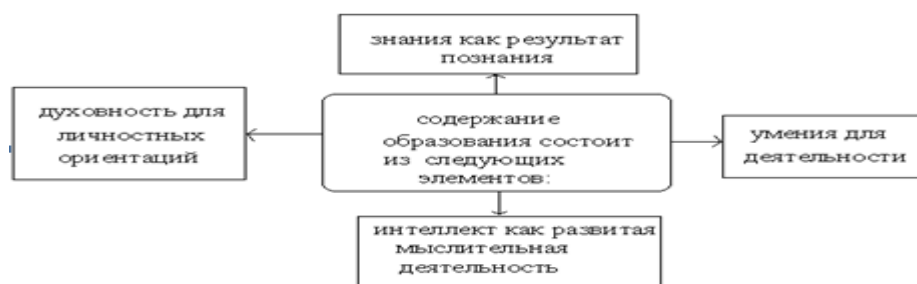 знания как результат
познания
духовность для
личностных
ориентаций
содержание
образования состоит
из следующих
элементов:
умения для
деятельности
интеллект как развитая
мыслительная
деятельность